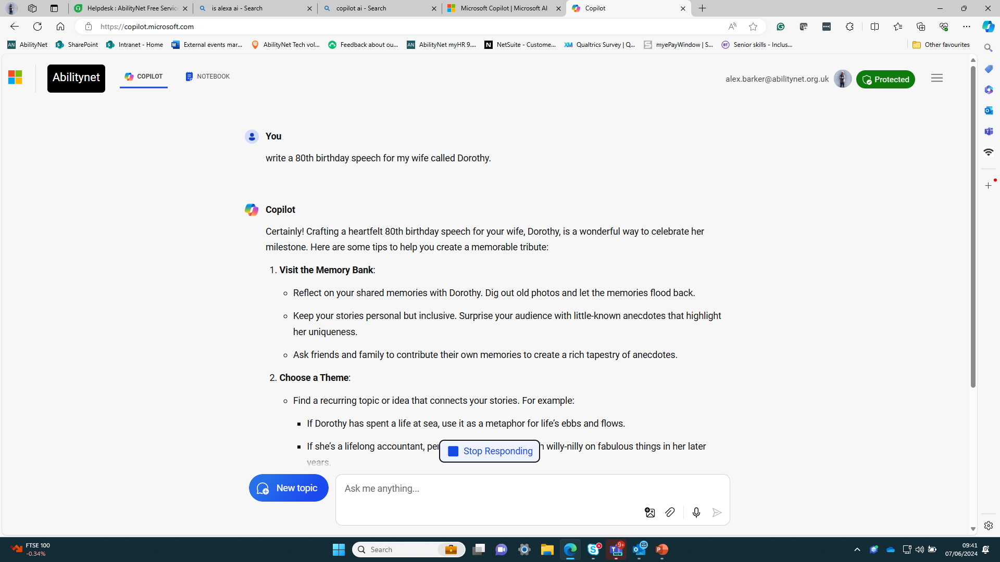 Helpdesk : AbilityNet Free Service
is alexa ai - Search
copilot ai - Search
Microsoft Copilot | Microsoft AI
Copilot
https://copilot.microsoft.com
AbilityNet
SharePoint
Intranet - Home
External events mar...
AbilityNet Tech vol...
Feedback about ou...
AbilityNet myHR 9....
NetSuite - Custome...
Qualtrics Survey | Q...
myePayWindow | S...
Senior skills - Inclus...
Other favourites
Abilitynet
COPILOT
NOTEBOOK
alex.barker@abilitynet.org.uk
Protected
You
write a 80th birthday speech for my wife called Dorothy.
Copilot
Certainly! Crafting a heartfelt 80th birthday speech for your wife, Dorothy, is a wonderful way to celebrate her
milestone. Here are some tips to help you create a memorable tribute:
1. Visit the Memory Bank:
Reflect on your shared memories with Dorothy. Dig out old photos and let the memories flood back.
Keep your stories personal but inclusive. Surprise your audience with little-known anecdotes that highlight
her uniqueness.
Ask friends and family to contribute their own memories to create a rich tapestry of anecdotes.
2. Choose a Theme:
Find a recurring topic or idea that connects your stories. For example:
If Dorothy has spent a life at sea, use it as a metaphor for life's ebbs and flows.
If she's a lifelong accountant, willy-nilly on fabulous things in her later
Stop Responding
years.
New topic
Ask me anything...
FTSE 100
-0.34%
Search
9+
NEW
09:41
07/06/2024